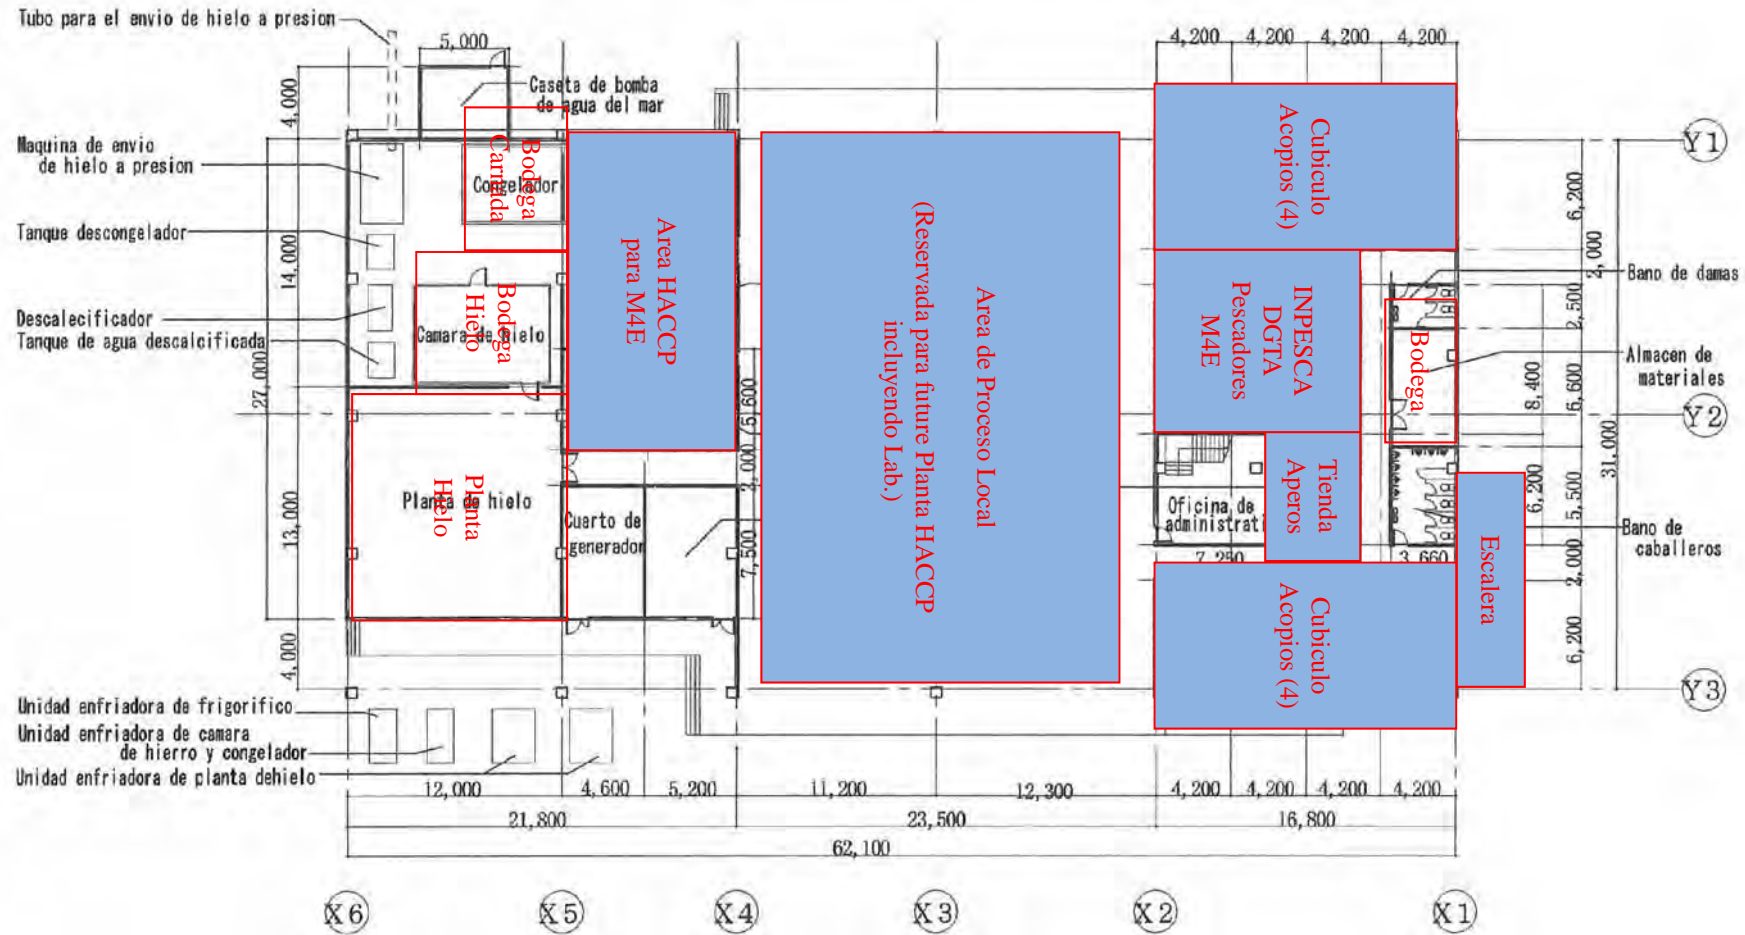 Tubo para el envio de hielo a presion
5,000
4,200
4,200
4,200
4,200
Caseta de bomba
de agua del mar
4,000
Maquina de envio
de hielo a presion
Bodega
Carnada
Congelador
Cubiculo
Acopios (4)
Y1
6,200
Tanque descongelador
14,000
Area HACCP
para M4E
Area de Proceso Local
(Reservada para future Planta HACCP
incluyendo Lab.)
INPESCA
DGTA
Pescadores
M4E
2,000
Bano de damas
2,500
Descalecificador
Tanque de agua descalcificada
Bodega
Hielo
Camara de hielo
Bodega
Almacen de
materiales
27,000
5,600
8,400
6,600
Y2
31,000
2,000
Planta de hielo
Planta
Hielo
13,000
Cuarto de
generador
7,500
Oficina de
administrati
Tienda
Aperos
6,200
5,500
Bano de
caballeros
7,250
3,660
Escalera
2,000
Cubiculo
Acopios (4)
6,200
4,000
Y3
Unidad enfriadora de frigorifico
Unidad enfriadora de camara
de hierro y congelador
Unidad enfriadora de planta dehielo
12,000
4,600
5,200
11,200
12,300
4,200
4,200
4,200
4,200
21,800
23,500
16,800
62,100
X6
X5
X4
X3
X2
X1